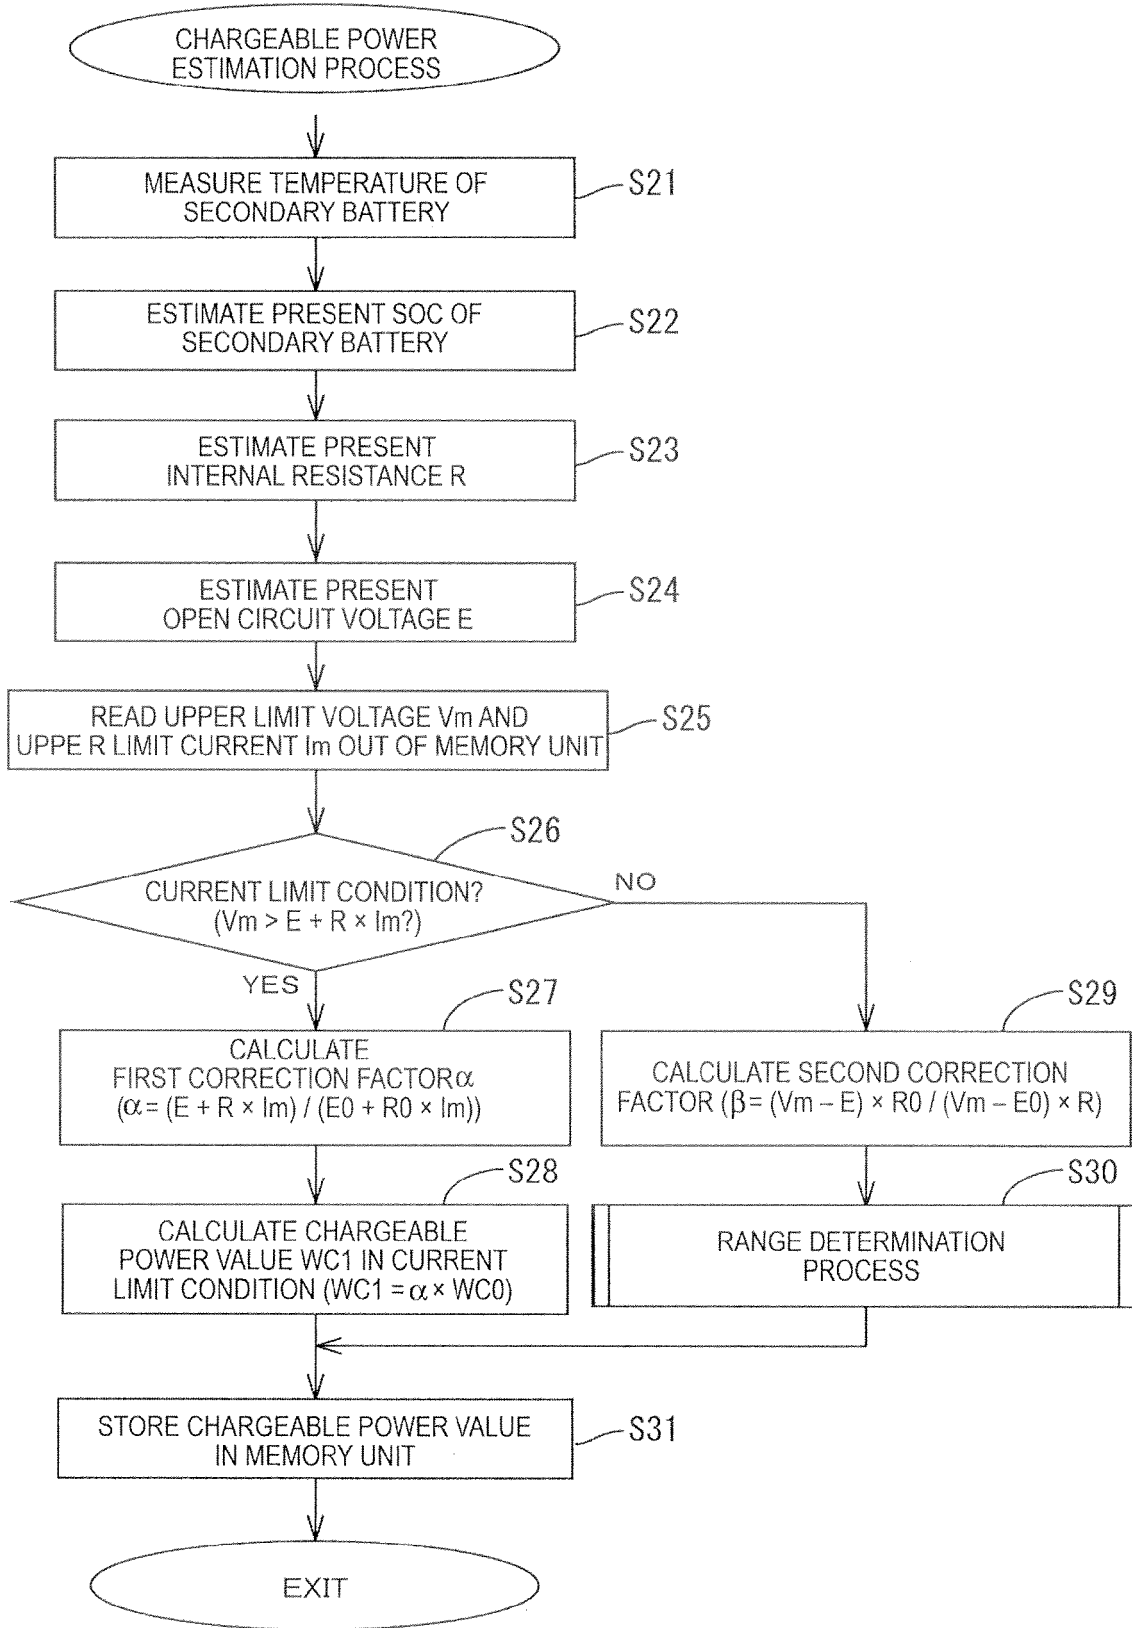 CHARGEABLE POWER
ESTIMATION PROCESS
MEASURE TEMPERATURE OF
SECONDARY BATTERY
S21
ESTIMATE PRESENT SOC OF
SECONDARY BATTERY
S22
ESTIMATE PRESENT
INTERNAL RESISTANCE R
S23
ESTIMATE PRESENT
OPEN CIRCUIT VOLTAGE E
S24
READ UPPER LIMIT VOLTAGE Vm AND
UPPE R LIMIT CURRENT Im OUT OF MEMORY UNIT
S25
S26
CURRENT LIMIT CONDITION?
(Vm > E + R × Im?)
NO
YES
S27
CALCULATE
FIRST CORRECTION FACTOR α
(α = (E + R × Im) / (E0 + R0 × Im))
S29
CALCULATE SECOND CORRECTION
FACTOR (β = (Vm – E) × R0 / (Vm – E0) × R)
S28
CALCULATE CHARGEABLE
POWER VALUE WC1 IN CURRENT
LIMIT CONDITION (WC1 = α × WC0)
S30
RANGE DETERMINATION
PROCESS
STORE CHARGEABLE POWER VALUE
IN MEMORY UNIT
S31
EXIT